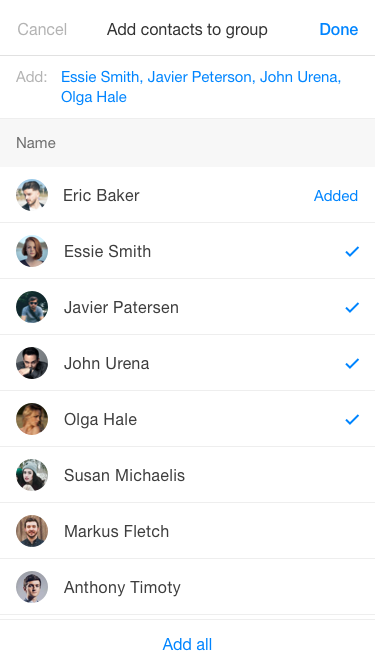 Cancel Add contacts to group Done
Add: Essie Smith, Javier Peterson, John Urena,
Olga Hale
Name
Eric Baker Added
Essie Smith
Javier Patersen
John Urena
Olga Hale
Susan Michaelis
Markus Fletch
Anthony Timoty
Add all